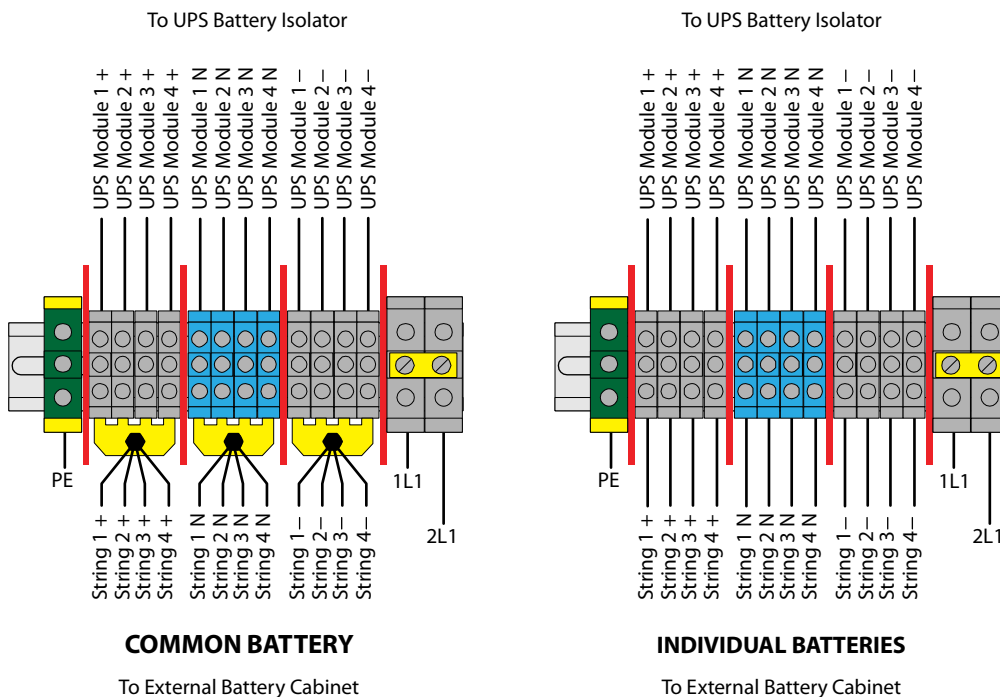 To UPS Battery Isolator
UPS Module 1 +
UPS Module 2 +
UPS Module 3 +
UPS Module 4 +
UPS Module 1 N
UPS Module 2 N
UPS Module 3 N
UPS Module 4 N
UPS Module 1 –
UPS Module 2 –
UPS Module 3 –
UPS Module 4 –
PE
1L1
2L1
String 1 +
String 2 +
String 3 +
String 4 +
String 1 N
String 2 N
String 3 N
String 4 N
String 1 –
String 2 –
String 3 –
String 4 –
COMMON BATTERY
To External Battery Cabinet
To UPS Battery Isolator
UPS Module 1 +
UPS Module 2 +
UPS Module 3 +
UPS Module 4 +
UPS Module 1 N
UPS Module 2 N
UPS Module 3 N
UPS Module 4 N
UPS Module 1 –
UPS Module 2 –
UPS Module 3 –
UPS Module 4 –
PE
1L1
2L1
String 1 +
String 2 +
String 3 +
String 4 +
String 1 N
String 2 N
String 3 N
String 4 N
String 1 –
String 2 –
String 3 –
String 4 –
INDIVIDUAL BATTERIES
To External Battery Cabinet